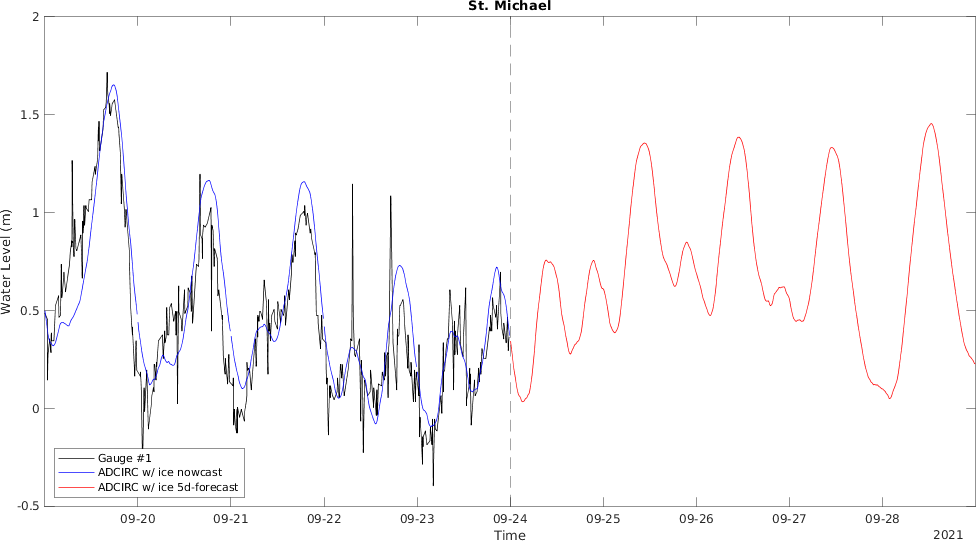 St. Michael
Water Level (m)
2
1.5
1
0.5
0
-0.5
Gauge #1
ADCIRC w/ ice nowcast
ADCIRC w/ ice 5d-forecast
09-20 09-21 09-22 09-23 09-24 09-25 09-26 09-27 09-28
Time
2021